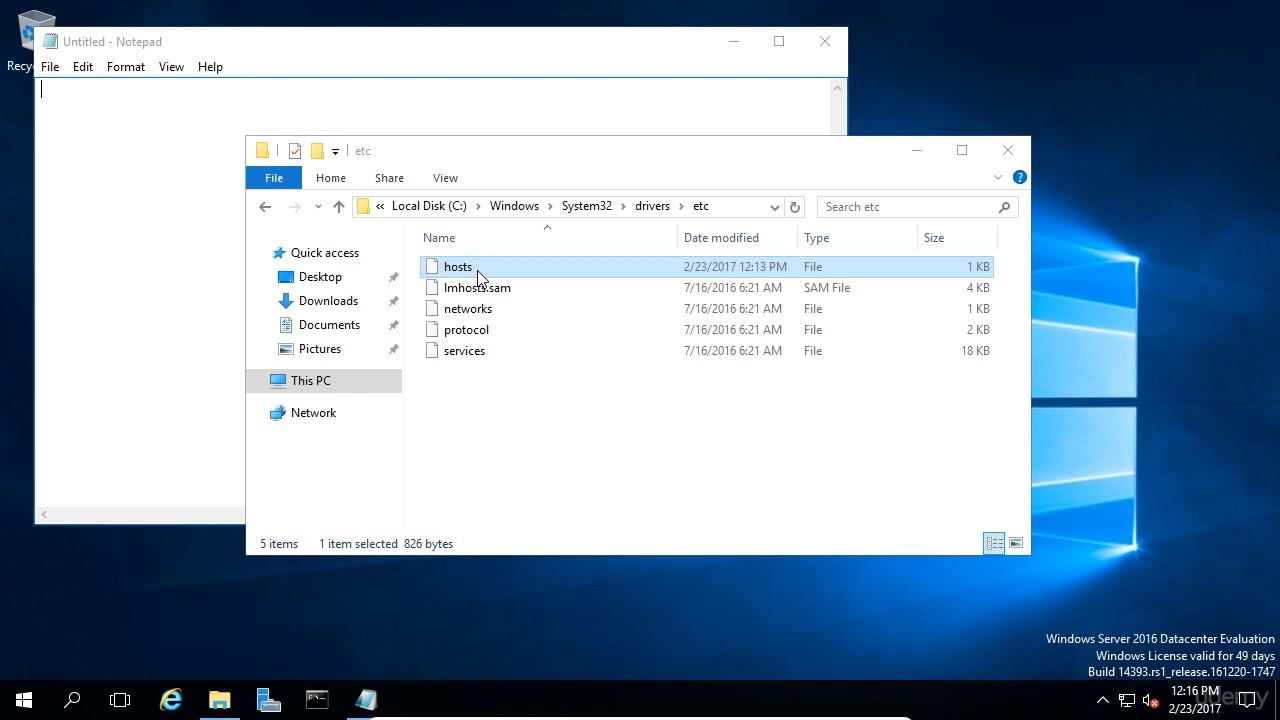 Recy
Untitled - Notepad
File Edit Format View Help
etc
File Home Share View
?
« Local Disk (C:) > Windows > System32 > drivers > etc
Search etc
Name Date modified Type Size
Quick access
Desktop
Downloads
Documents
Pictures
This PC
Network
hosts 2/23/2017 12:13 PM File 1 KB
lmhosts.sam 7/16/2016 6:21 AM SAM File 4 KB
networks 7/16/2016 6:21 AM File 1 KB
protocol 7/16/2016 6:21 AM File 2 KB
services 7/16/2016 6:21 AM File 18 KB
5 items 1 item selected 826 bytes
Windows Server 2016 Datacenter Evaluation
Windows License valid for 49 days
Build 14393.rs1_release.161220-1747
12:16 PM
2/23/2017
udemy